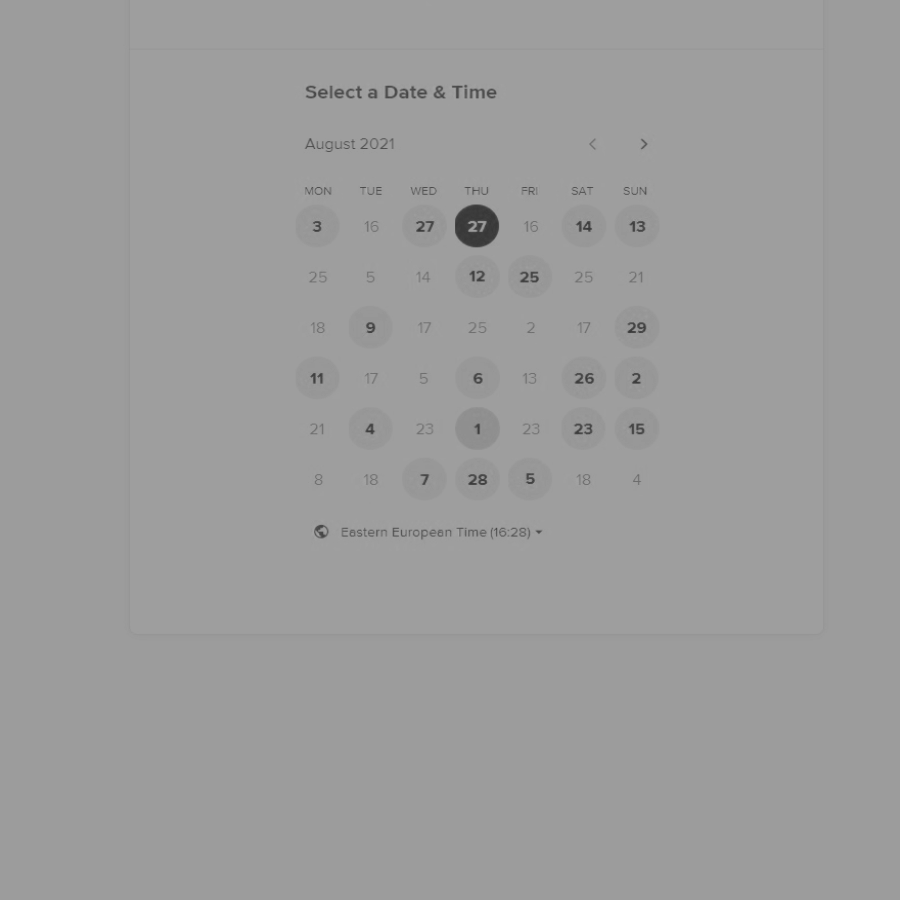 Select a Date & Time
August 2021
MON TUE WED THU FRI SAT SUN
3 16 27 27 16 14 13
25 5 14 12 25 25 21
18 9 17 25 2 17 29
11 17 5 6 13 26 2
21 4 23 1 23 23 15
8 18 7 28 5 18 4
Eastern European Time (16:28)